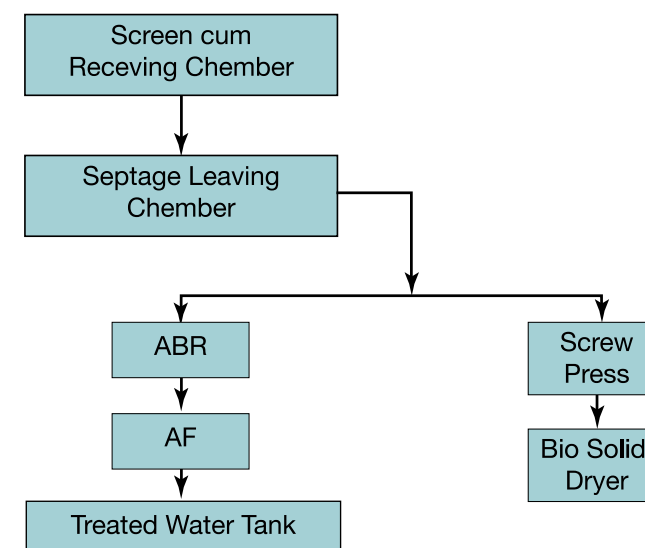 Screen cum
Receving Chember
Septage Leaving
Chember
ABR
Screw
Press
AF
Bio Solid
Dryer
Treated Water Tank